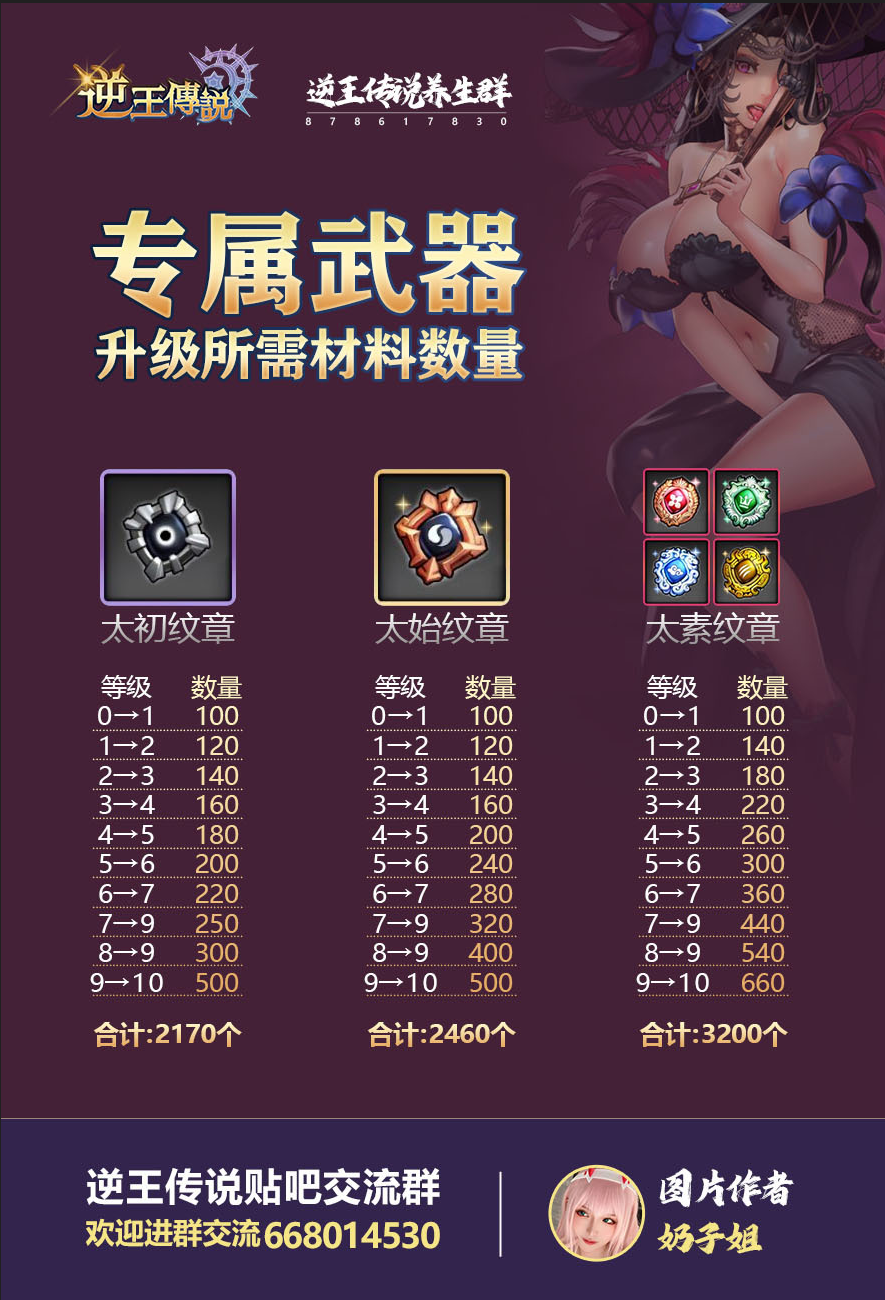 逆王傳說
逆王传说养生群
878617830
专属武器
升级所需材料数量
太初纹章 太始纹章 太素纹章
等级 数量 等级 数量 等级 数量
0→1 100 0→1 100 0→1 100
1→2 120 1→2 120 1→2 140
2→3 140 2→3 140 2→3 180
3→4 160 3→4 160 3→4 220
4→5 180 4→5 200 4→5 260
5→6 200 5→6 240 5→6 300
6→7 220 6→7 280 6→7 360
7→9 250 7→9 320 7→9 440
8→9 300 8→9 400 8→9 540
9→10 500 9→10 500 9→10 660
合计:2170个 合计:2460个 合计:3200个
逆王传说贴吧交流群
欢迎进群交流668014530
图片作者
奶子姐